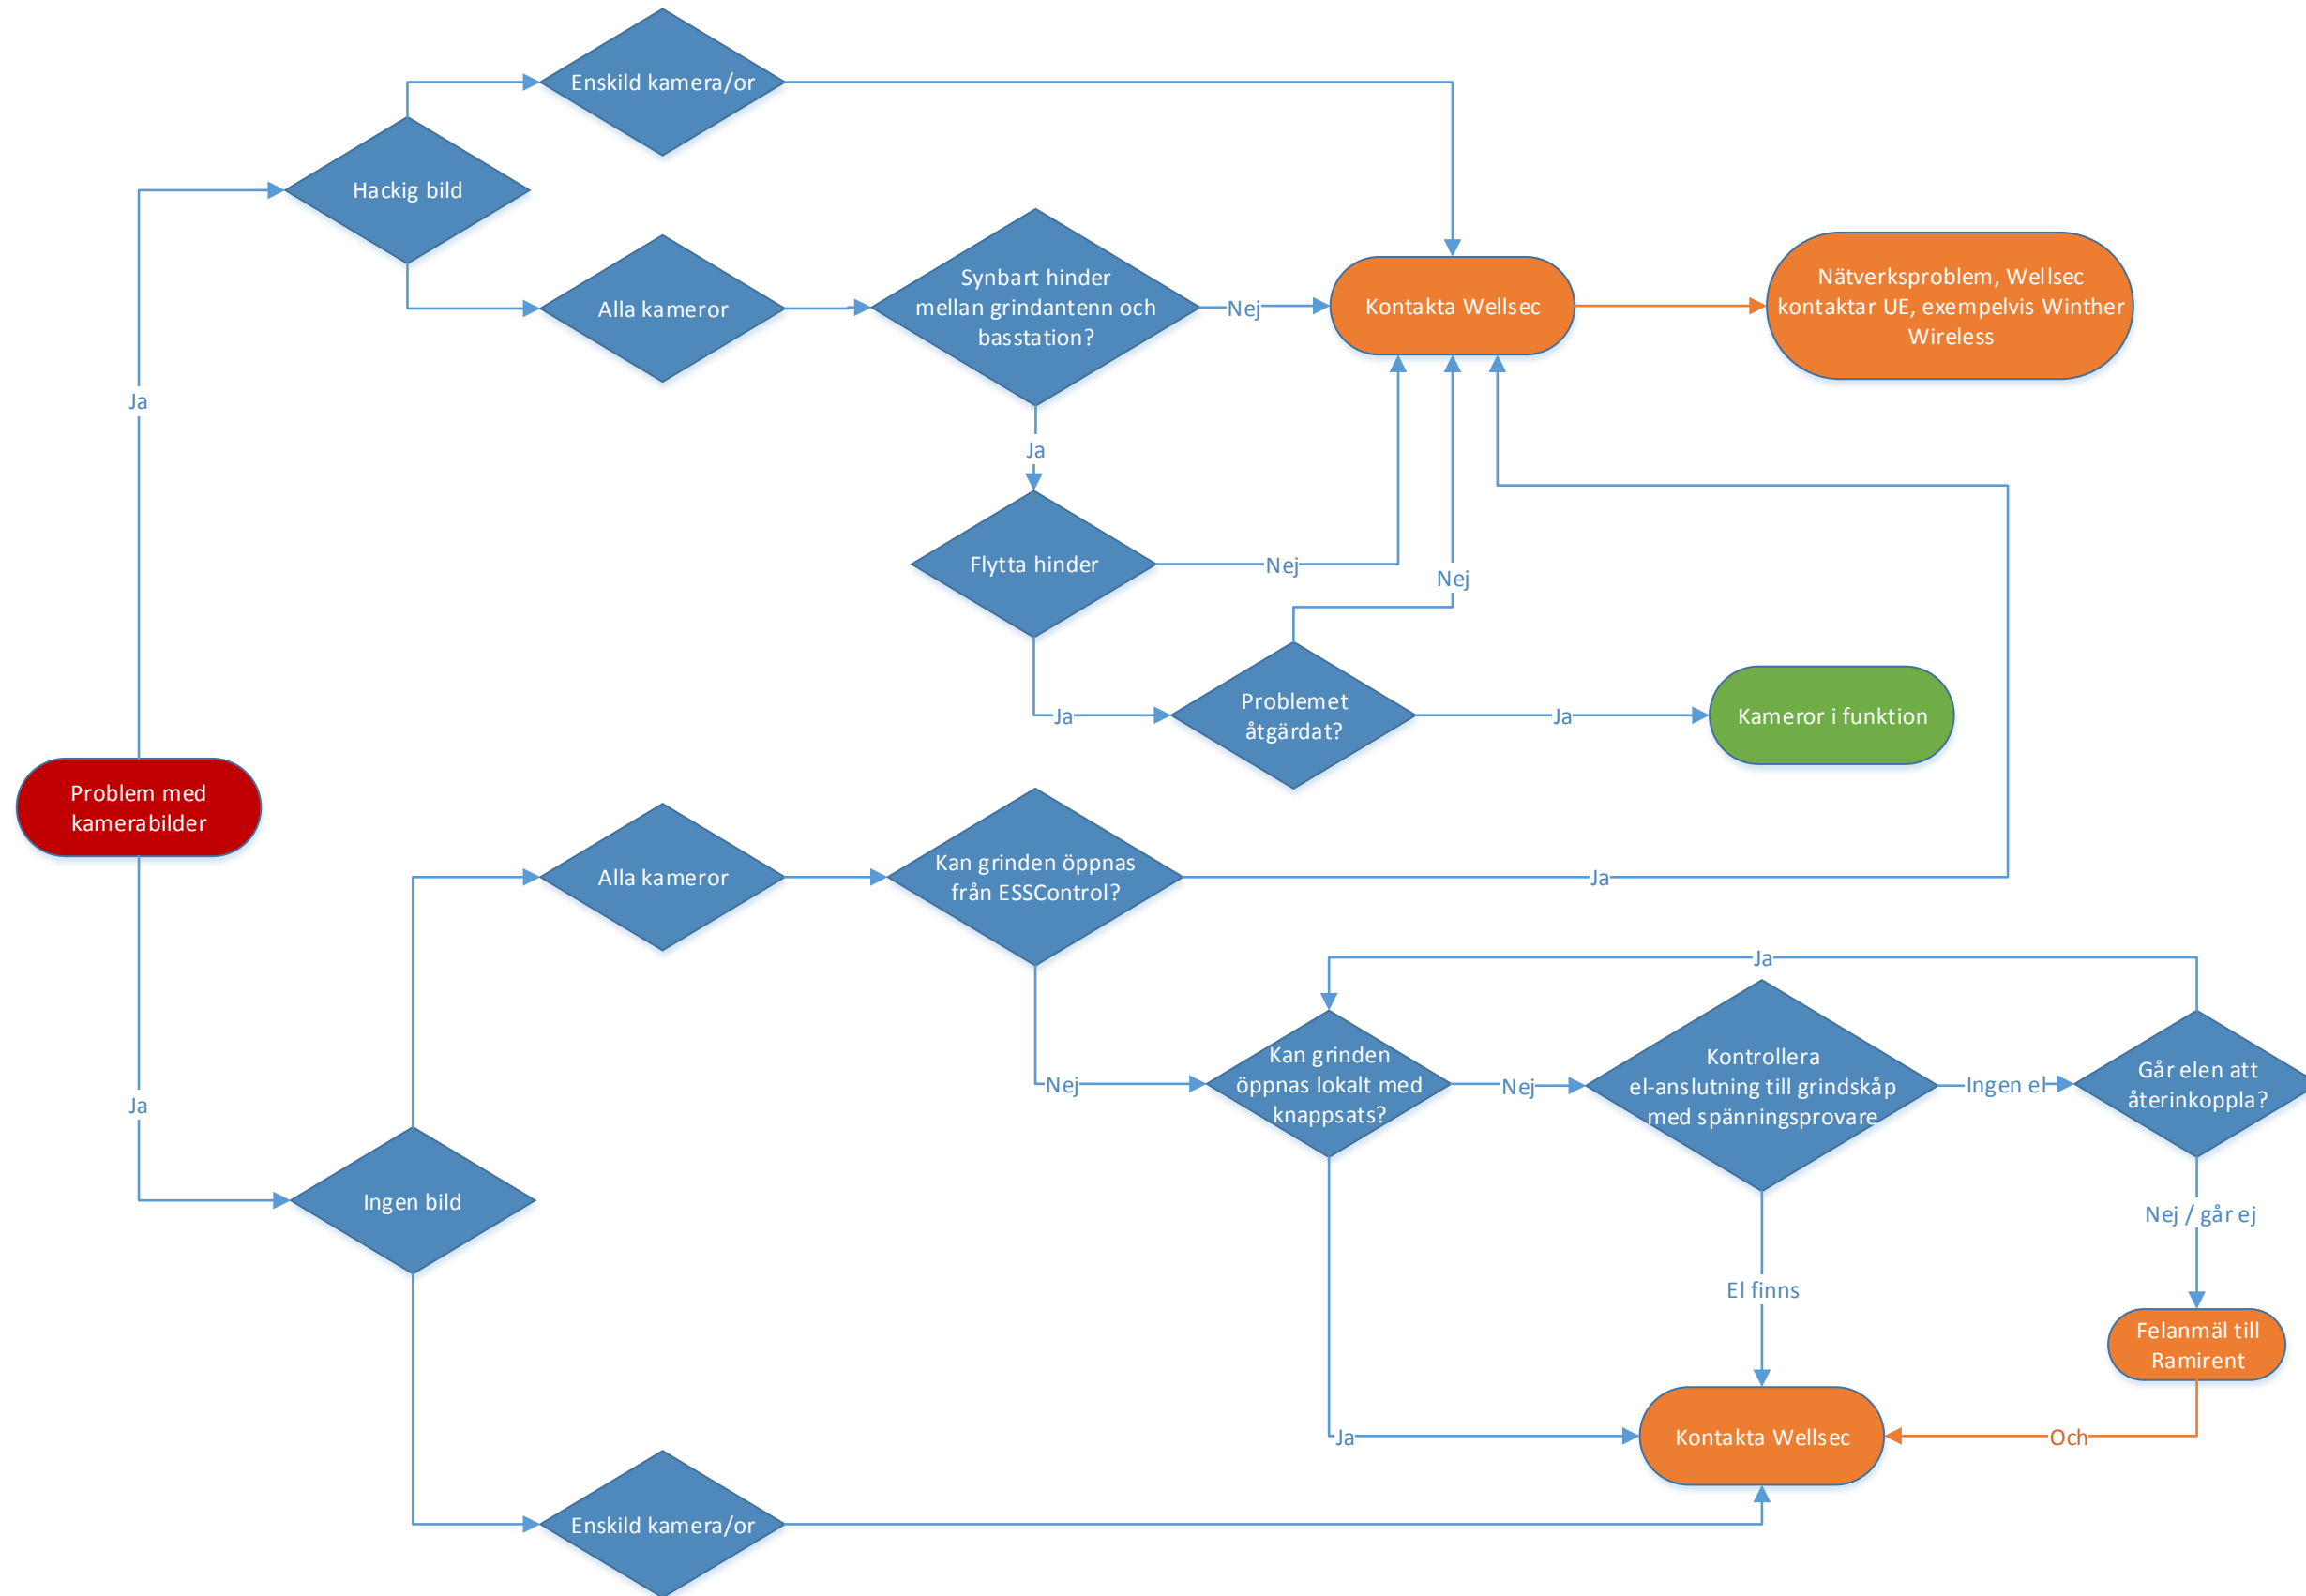 Enskild kamera/or
Hackig bild
Alla kameror
Synbart hinder
mellan grindantenn och
basstation?
Nej
Kontakta Wellsec
Nätverksproblem, Wellsec
kontaktar UE, exempelvis Winther
Wireless
Ja
Ja
Flytta hinder
Nej
Nej
Ja
Problemet
åtgärdat?
Ja
Kameror i funktion
Problem med
kamerabilder
Alla kameror
Kan grinden öppnas
från ESSControl?
Ja
Ja
Ja
Ingen bild
Nej
Kan grinden
öppnas lokalt med
knappsats?
Nej
Kontrollera
el-anslutning till grindskåp
med spänningsprovare
Ingen el
Går elen att
återinkoppla?
Nej / går ej
El finns
Felanmäl till
Ramirent
Ja
Kontakta Wellsec
Och
Enskild kamera/or